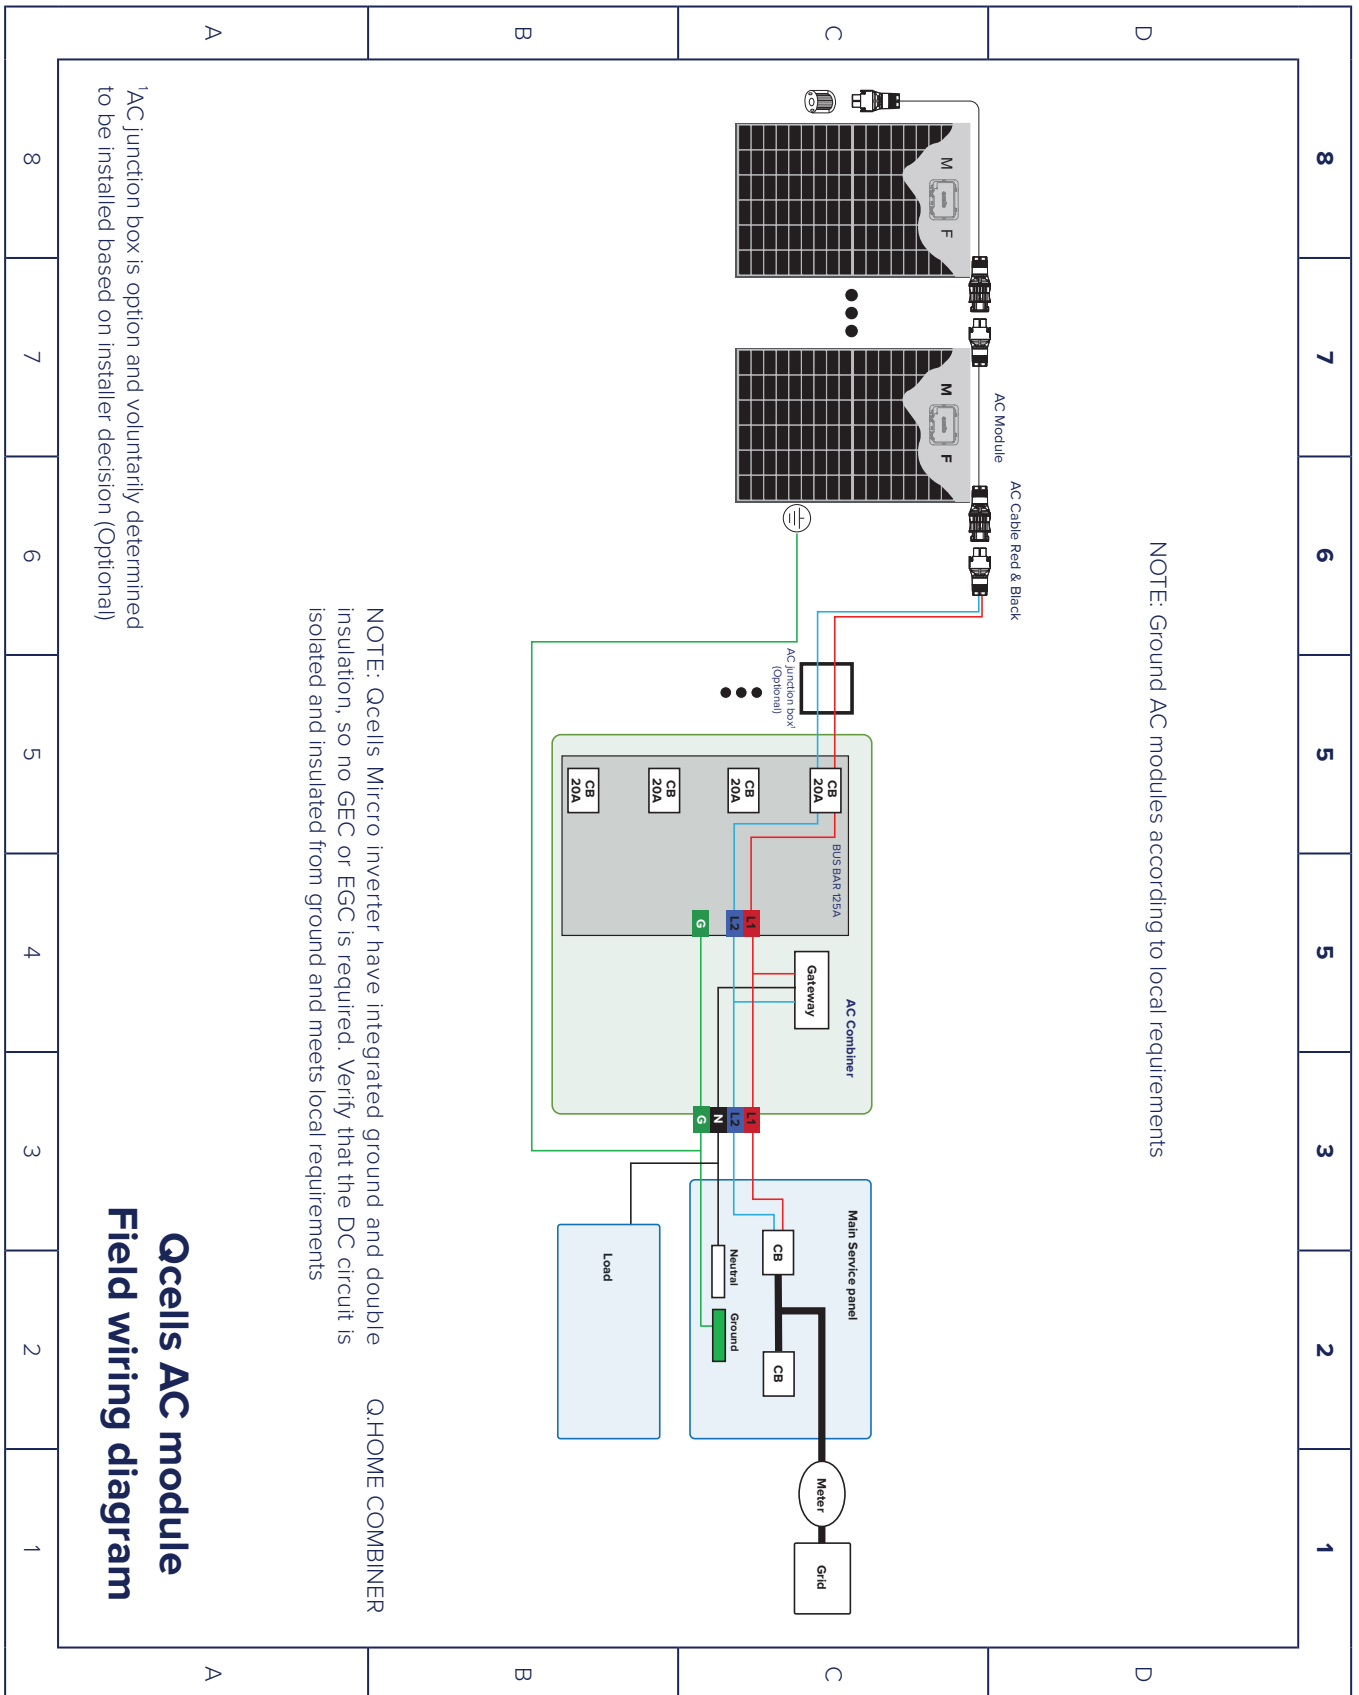 8
7
6
5
5
3
2
1
D
D
NOTE: Ground AC modules according to local requirements
AC Cable Red & Black
AC Module
M
F
M
F
C
C
AC junction box¹
(Optional)
AC Combiner
BUS BAR 125A
CB
20A
CB
20A
CB
20A
CB
20A
Gateway
L1
L2
G
L1
L2
N
G
Main Service panel
CB
CB
Neutral
Ground
Load
Meter
Grid
B
B
NOTE: Qcells Mircro inverter have integrated ground and double
insulation, so no GEC or EGC is required. Verify that the DC circuit is
isolated and insulated from ground and meets local requirements
Q.HOME COMBINER
A
A
¹AC junction box is option and voluntarily determined
to be installed based on installer decision (Optional)
Qcells AC module
Field wiring diagram
8
7
6
5
4
3
2
1